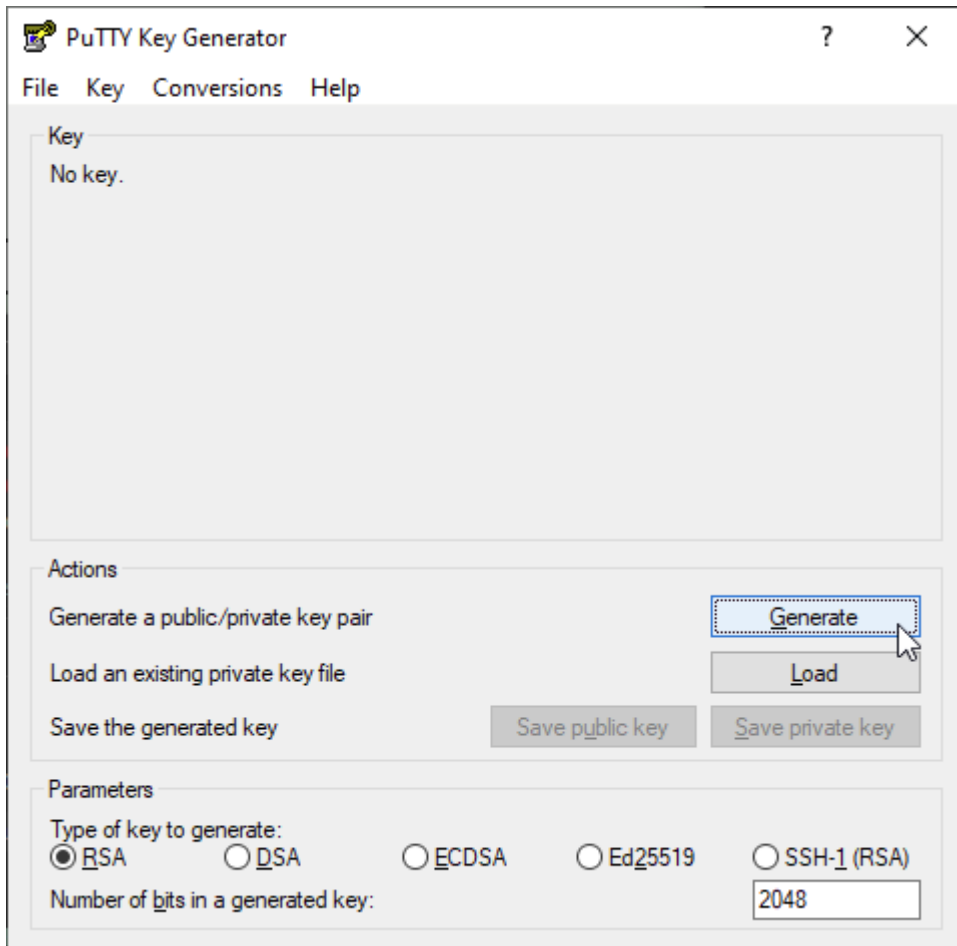 PuTTY Key Generator ?
File Key Conversions Help
Key
No key.
Actions
Generate a public/private key pair Generate
Load an existing private key file Load
Save the generated key Save public key Save private key
Parameters
Type of key to generate:
RSA DSA ECDSA Ed25519 SSH-1 (RSA)
Number of bits in a generated key: 2048